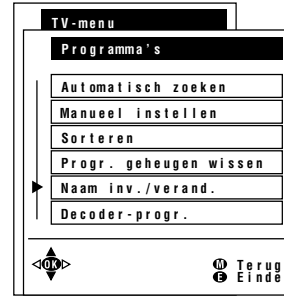 TV-menu
Programma's
Automatisch zoeken
Manueel instellen
Sorteren
Progr. geheugen wissen
Naam inv./verand.
Decoder-progr.
OK M Terug
E Einde